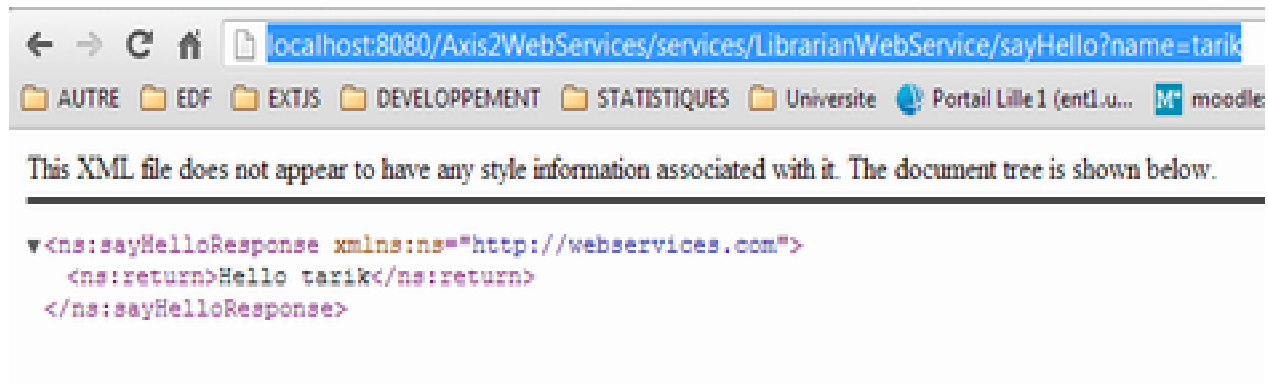 localhost:8080/Axis2WebServices/services/LibrarianWebService/sayHello?name=tarik
AUTRE EDF EXTJS DEVELOPPEMENT STATISTIQUES Universite Portail Lille 1 (ent1.u... M moodle
This XML file does not appear to have any style information associated with it. The document tree is shown below.
▼<ns:sayHelloResponse xmlns:ns="http://webservices.com">
<ns:return>Hello tarik</ns:return>
</ns:sayHelloResponse>